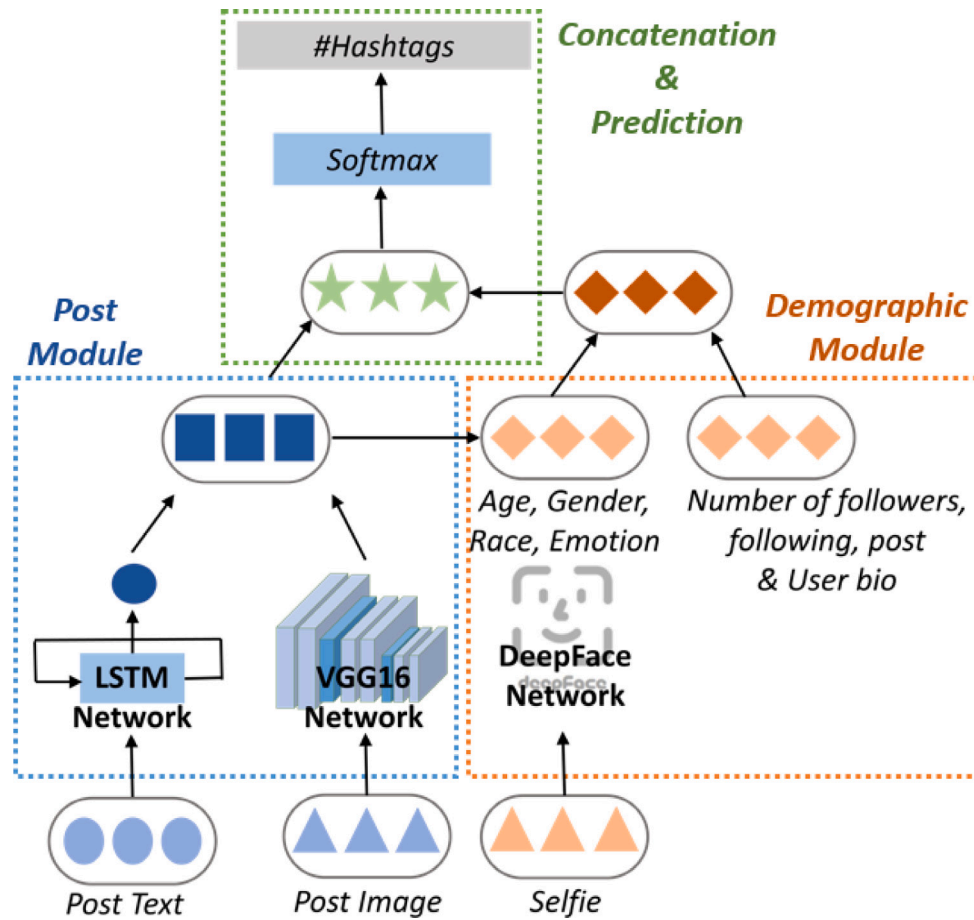 Concatenation
&
Prediction
#Hashtags
Softmax
Post
Module
Demographic
Module
Age, Gender,
Race, Emotion
Number of followers,
following, post
& User bio
LSTM
Network
VGG16
Network
DeepFace
deepFace
Network
Post Text
Post Image
Selfie